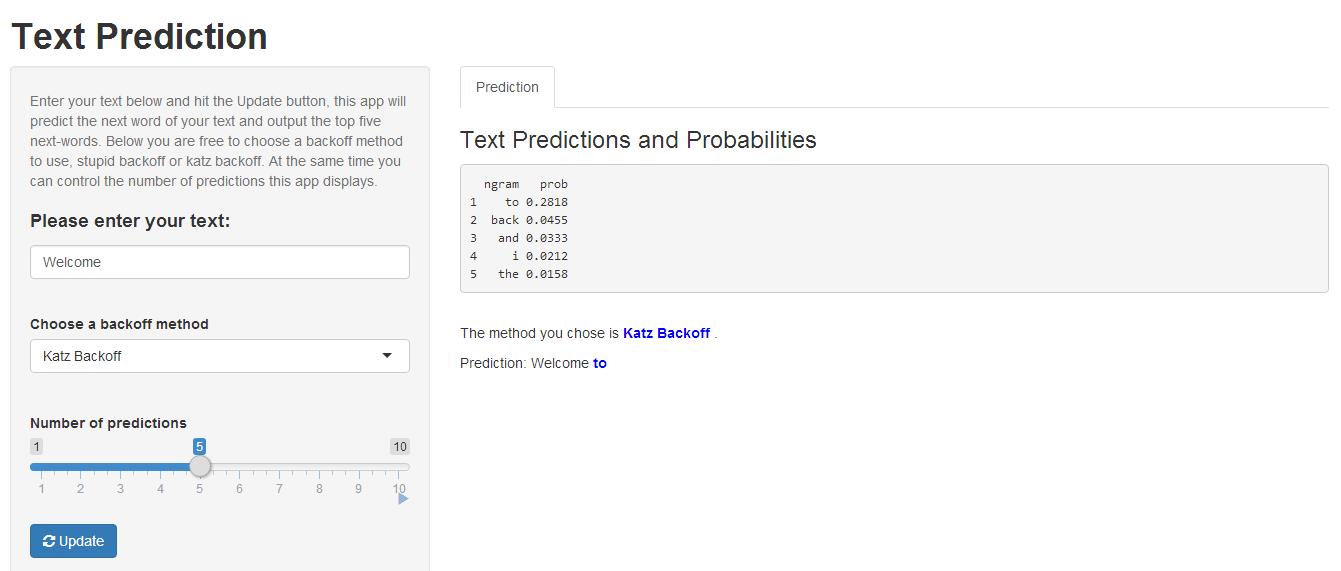 Text Prediction
Enter your text below and hit the Update button, this app will
predict the next word of your text and output the top five
next-words. Below you are free to choose a backoff method
to use, stupid backoff or katz backoff. At the same time you
can control the number of predictions this app displays.
Please enter your text:
Welcome
Choose a backoff method
Katz Backoff
Number of predictions
1 5 10
1 2 3 4 5 6 7 8 9 10
Update
Prediction
Text Predictions and Probabilities
ngram prob
1 to 0.2818
2 back 0.0455
3 and 0.0333
4 i 0.0212
5 the 0.0158
The method you chose is Katz Backoff .
Prediction: Welcome to